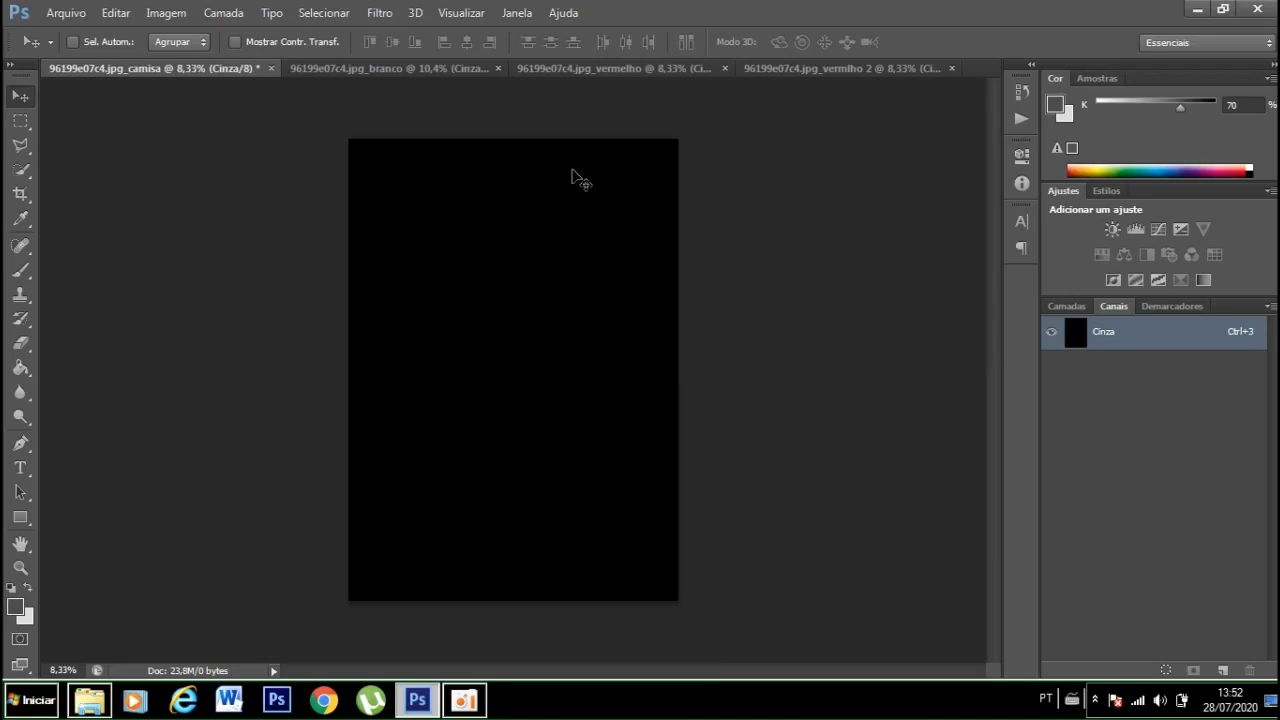 Ps Arquivo Editar Imagem Camada Tipo Selecionar Filtro 3D Visualizar Janela Ajuda
Sel. Autom.: Agrupar Mostrar Contr. Transf. Modo 3D: Essenciais
96199e07c4.jpg_camisa @ 8,33% (Cinza/8) * × 96199e07c4.jpg_branco @ 10,4% (Cinza... × 96199e07c4.jpg_vermelho @ 8,33% (Ci... × 96199e07c4.jpg_vermlho 2 @ 8,33% (Ci... ×
Cor Amostras
K 70 %
Ajustes Estilos
Adicionar um ajuste
Camadas Canais Demarcadores
Cinza Ctrl+3
8,33% Doc: 23,8M/0 bytes
Iniciar W Ps µ Ps PT 13:52
28/07/2020